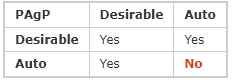 PAgP Desirable Auto
Desirable Yes Yes
Auto Yes No